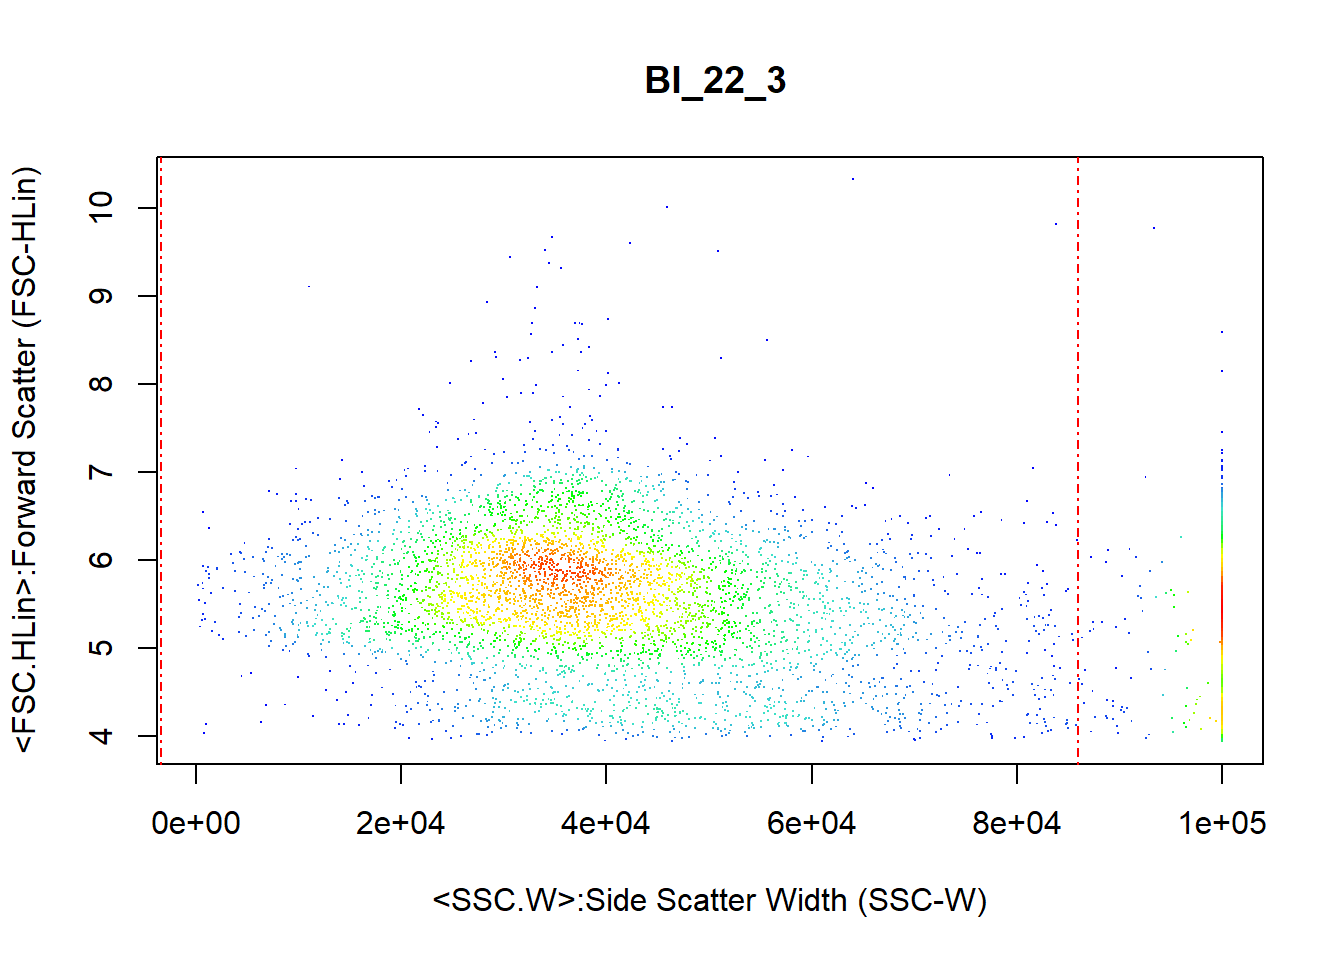 BI_22_3
<FSC.HLin>:Forward Scatter (FSC-HLin)
10
9
8
7
6
5
4
0e+00 2e+04 4e+04 6e+04 8e+04 1e+05
<SSC.W>:Side Scatter Width (SSC-W)